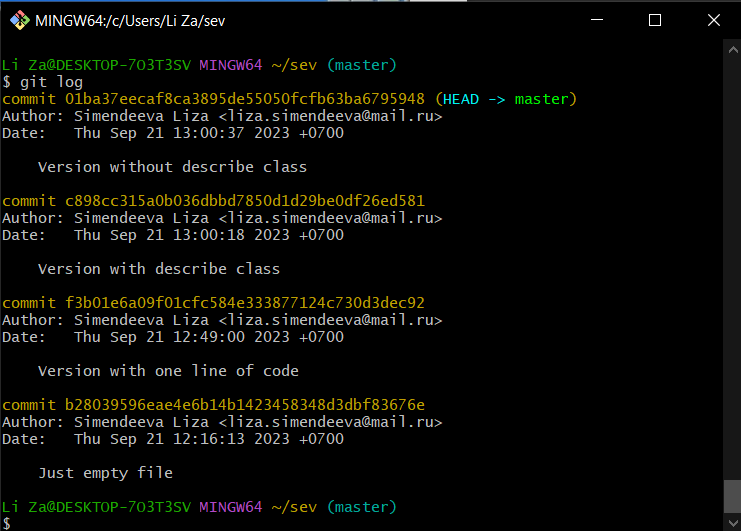 MINGW64:/c/Users/Li Za/sev
Li Za@DESKTOP-7O3T3SV MINGW64 ~/sev (master)
$ git log
commit 01ba37eecaf8ca3895de55050fcfb63ba6795948 (HEAD -> master)
Author: Simendeeva Liza <liza.simendeeva@mail.ru>
Date:   Thu Sep 21 13:00:37 2023 +0700
Version without describe class
commit c898cc315a0b036dbbd7850d1d29be0df26ed581
Author: Simendeeva Liza <liza.simendeeva@mail.ru>
Date:   Thu Sep 21 13:00:18 2023 +0700
Version with describe class
commit f3b01e6a09f01cfc584e333877124c730d3dec92
Author: Simendeeva Liza <liza.simendeeva@mail.ru>
Date:   Thu Sep 21 12:49:00 2023 +0700
Version with one line of code
commit b28039596eae4e6b14b1423458348d3dbf83676e
Author: Simendeeva Liza <liza.simendeeva@mail.ru>
Date:   Thu Sep 21 12:16:13 2023 +0700
Just empty file
Li Za@DESKTOP-7O3T3SV MINGW64 ~/sev (master)
$